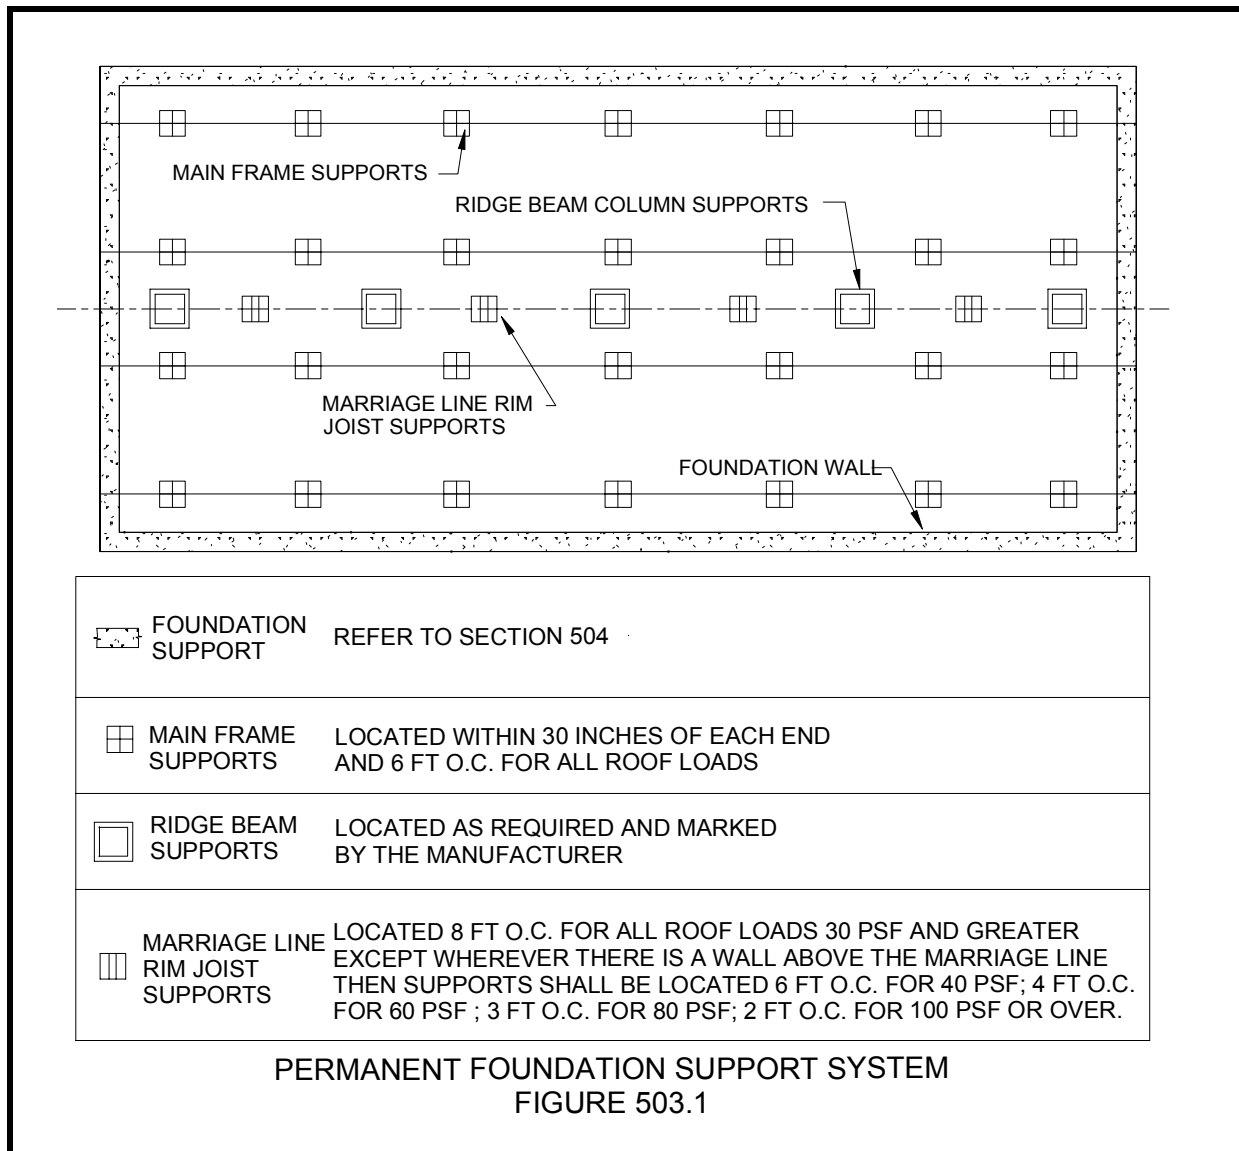 MAIN FRAME SUPPORTS
RIDGE BEAM COLUMN SUPPORTS
MARRIAGE LINE RIM
JOIST SUPPORTS
FOUNDATION WALL
FOUNDATION
SUPPORT
REFER TO SECTION 504
MAIN FRAME
SUPPORTS
LOCATED WITHIN 30 INCHES OF EACH END
AND 6 FT O.C. FOR ALL ROOF LOADS
RIDGE BEAM
SUPPORTS
LOCATED AS REQUIRED AND MARKED
BY THE MANUFACTURER
MARRIAGE LINE
RIM JOIST
SUPPORTS
LOCATED 8 FT O.C. FOR ALL ROOF LOADS 30 PSF AND GREATER
EXCEPT WHEREVER THERE IS A WALL ABOVE THE MARRIAGE LINE
THEN SUPPORTS SHALL BE LOCATED 6 FT O.C. FOR 40 PSF; 4 FT O.C.
FOR 60 PSF ; 3 FT O.C. FOR 80 PSF; 2 FT O.C. FOR 100 PSF OR OVER.
PERMANENT FOUNDATION SUPPORT SYSTEM
FIGURE 503.1